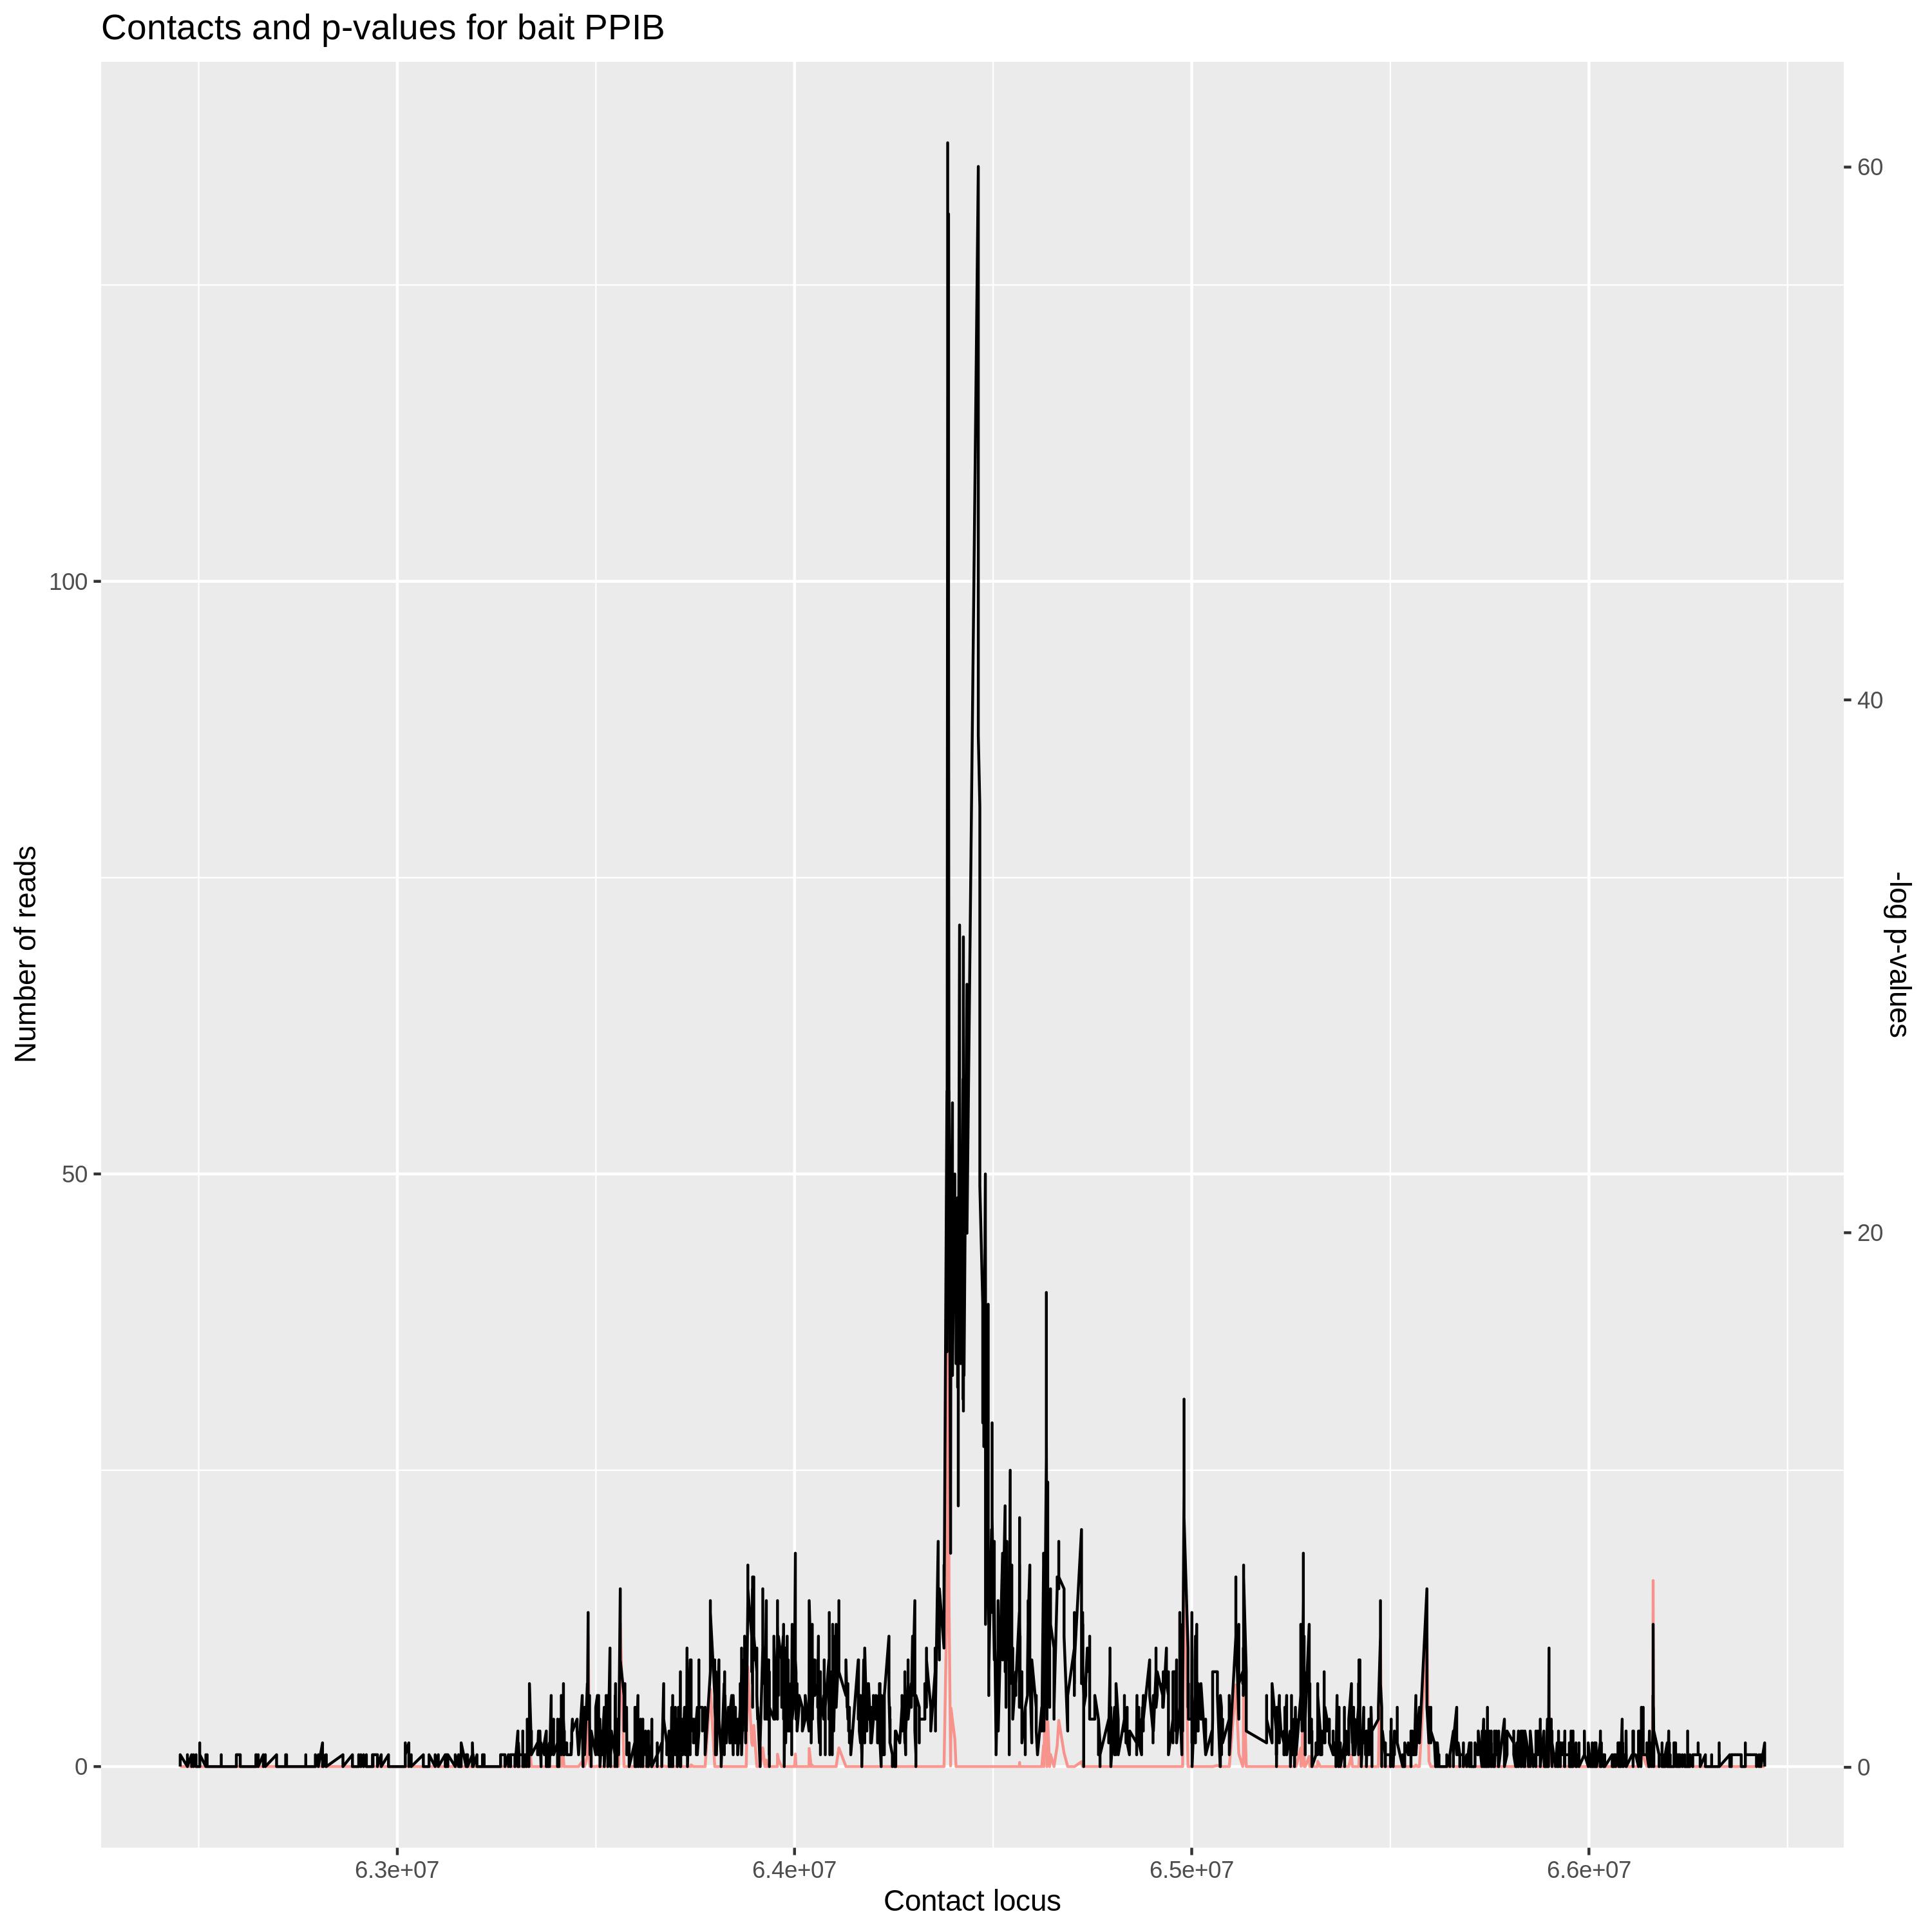 Contacts and p-values for bait PPIB
Number of reads
100
50
0
60
40
20
0
-log p-values
6.3e+07 6.4e+07 6.5e+07 6.6e+07
Contact locus